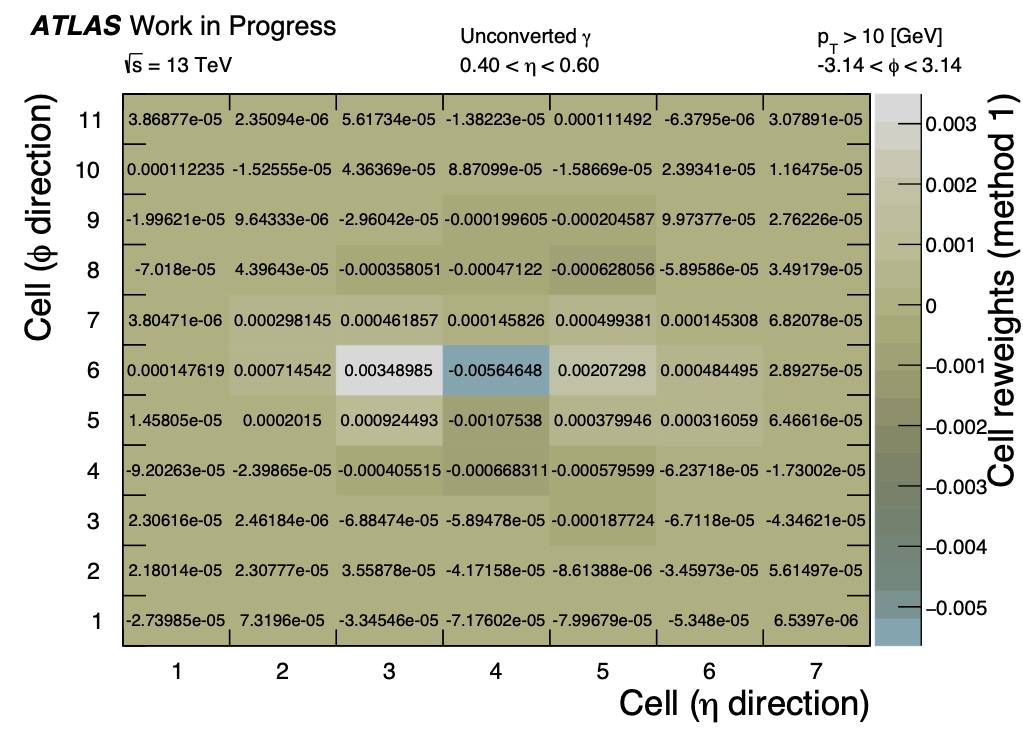 ATLAS Work in Progress
√s = 13 TeV
Unconverted γ
0.40 < η < 0.60
p_T > 10 [GeV]
-3.14 < ϕ < 3.14
Cell (ϕ direction)
11 3.86877e-05 2.35094e-06 5.61734e-05 -1.38223e-05 0.000111492 -6.3795e-06 3.07891e-05
10 0.000112235 -1.52555e-05 4.36369e-05 8.87099e-05 -1.58669e-05 2.39341e-05 1.16475e-05
9 -1.99621e-05 9.64333e-06 -2.96042e-05 -0.000199605 -0.000204587 9.97377e-05 2.76226e-05
8 -7.018e-05 4.39643e-05 -0.000358051 -0.00047122 -0.000628056 -5.89586e-05 3.49179e-05
7 3.80471e-06 0.000298145 0.000461857 0.000145826 0.000499381 0.000145308 6.82078e-05
6 0.000147619 0.000714542 0.00348985 -0.00564648 0.00207298 0.000484495 2.89275e-05
5 1.45805e-05 0.0002015 0.000924493 -0.00107538 0.000379946 0.000316059 6.46616e-05
4 -9.20263e-05 -2.39865e-05 -0.000405515 -0.000668311 -0.000579599 -6.23718e-05 -1.73002e-05
3 2.30616e-05 2.46184e-06 -6.88474e-05 -5.89478e-05 -0.000187724 -6.7118e-05 -4.34621e-05
2 2.18014e-05 2.30777e-05 3.55878e-05 -4.17158e-05 -8.61388e-06 -3.45973e-05 5.61497e-05
1 -2.73985e-05 7.3196e-05 -3.34546e-05 -7.17602e-05 -7.99679e-05 -5.348e-05 6.5397e-06
1 2 3 4 5 6 7
Cell (η direction)
0.003
0.002
0.001
0
−0.001
−0.002
−0.003
−0.004
−0.005
Cell reweights (method 1)